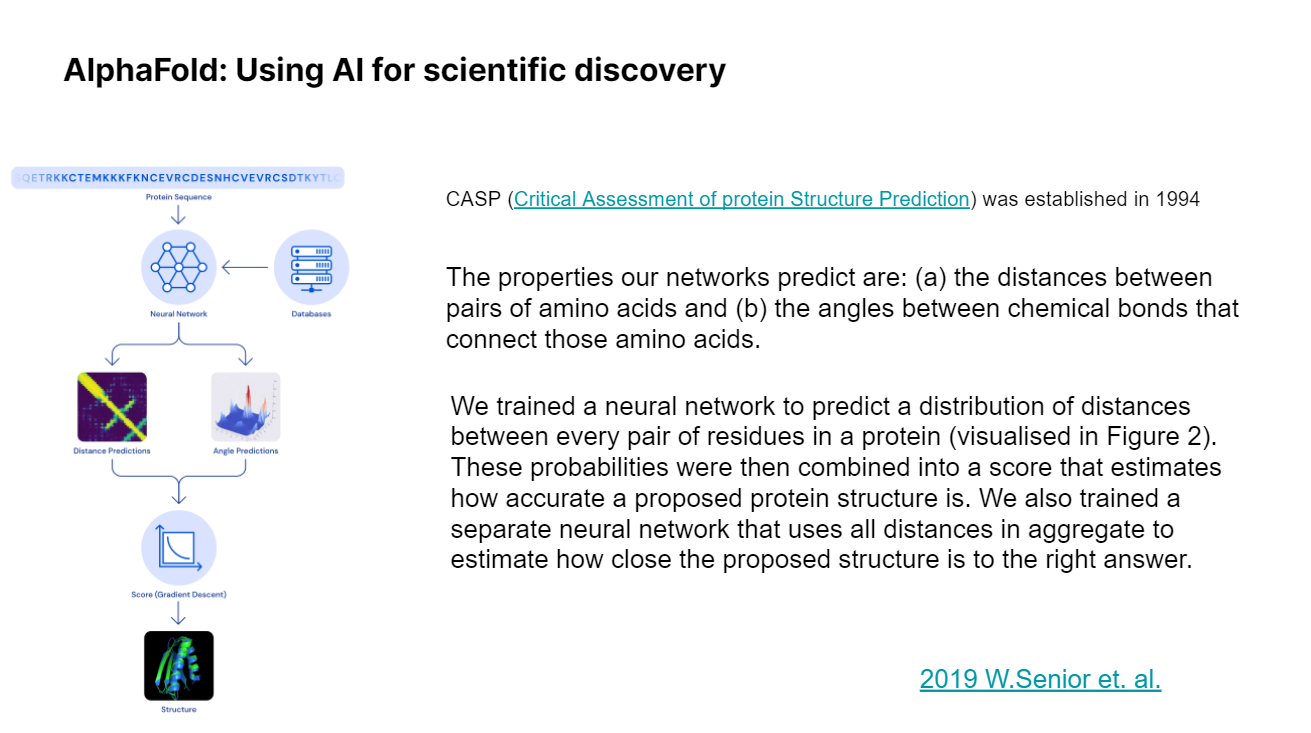 AlphaFold: Using AI for scientific discovery
SQETRKKCTEMKKKFKNCEVRCDESNHCVEVRCSDTKYTLC
Protein Sequence
Neural Network
Databases
Distance Predictions
Angle Predictions
Score (Gradient Descent)
Structure
CASP (Critical Assessment of protein Structure Prediction) was established in 1994
The properties our networks predict are: (a) the distances between
pairs of amino acids and (b) the angles between chemical bonds that
connect those amino acids.
We trained a neural network to predict a distribution of distances
between every pair of residues in a protein (visualised in Figure 2).
These probabilities were then combined into a score that estimates
how accurate a proposed protein structure is. We also trained a
separate neural network that uses all distances in aggregate to
estimate how close the proposed structure is to the right answer.
2019 W.Senior et. al.